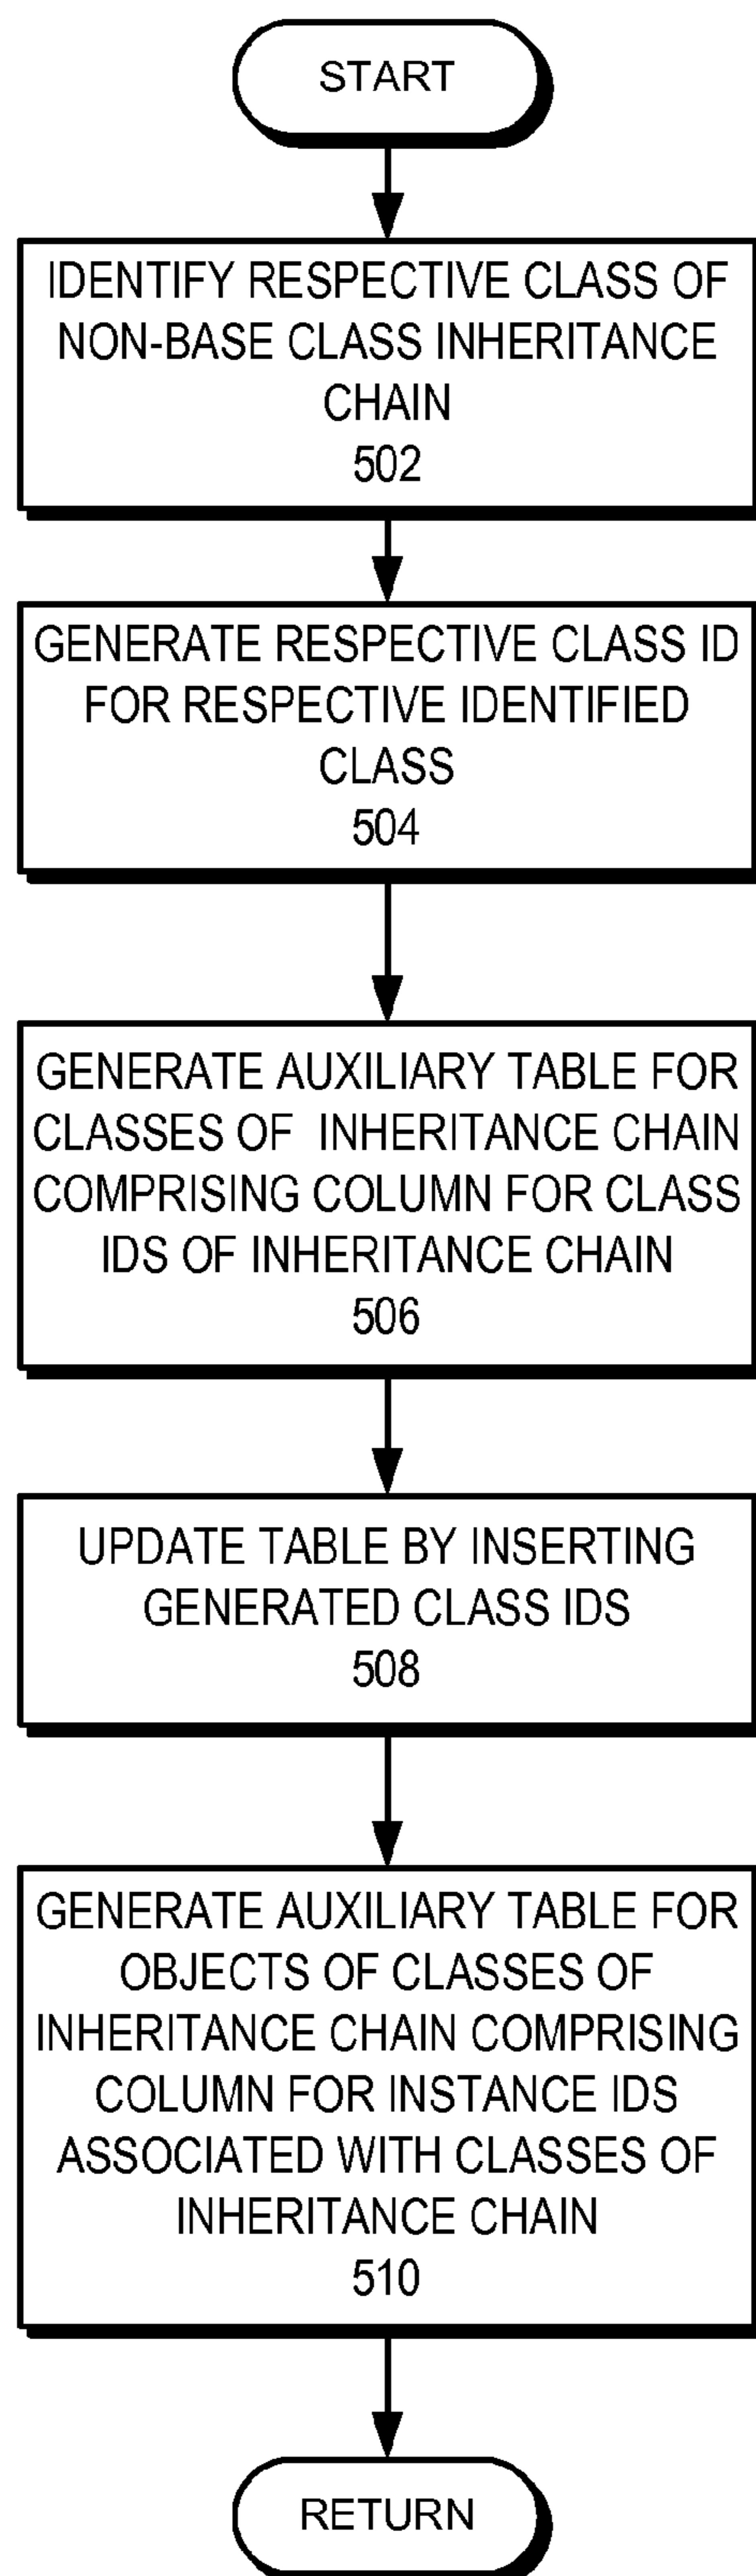 START
IDENTIFY RESPECTIVE CLASS OF
NON-BASE CLASS INHERITANCE
CHAIN
502
GENERATE RESPECTIVE CLASS ID
FOR RESPECTIVE IDENTIFIED
CLASS
504
GENERATE AUXILIARY TABLE FOR
CLASSES OF INHERITANCE CHAIN
COMPRISING COLUMN FOR CLASS
IDS OF INHERITANCE CHAIN
506
UPDATE TABLE BY INSERTING
GENERATED CLASS IDS
508
GENERATE AUXILIARY TABLE FOR
OBJECTS OF CLASSES OF
INHERITANCE CHAIN COMPRISING
COLUMN FOR INSTANCE IDS
ASSOCIATED WITH CLASSES OF
INHERITANCE CHAIN
510
RETURN